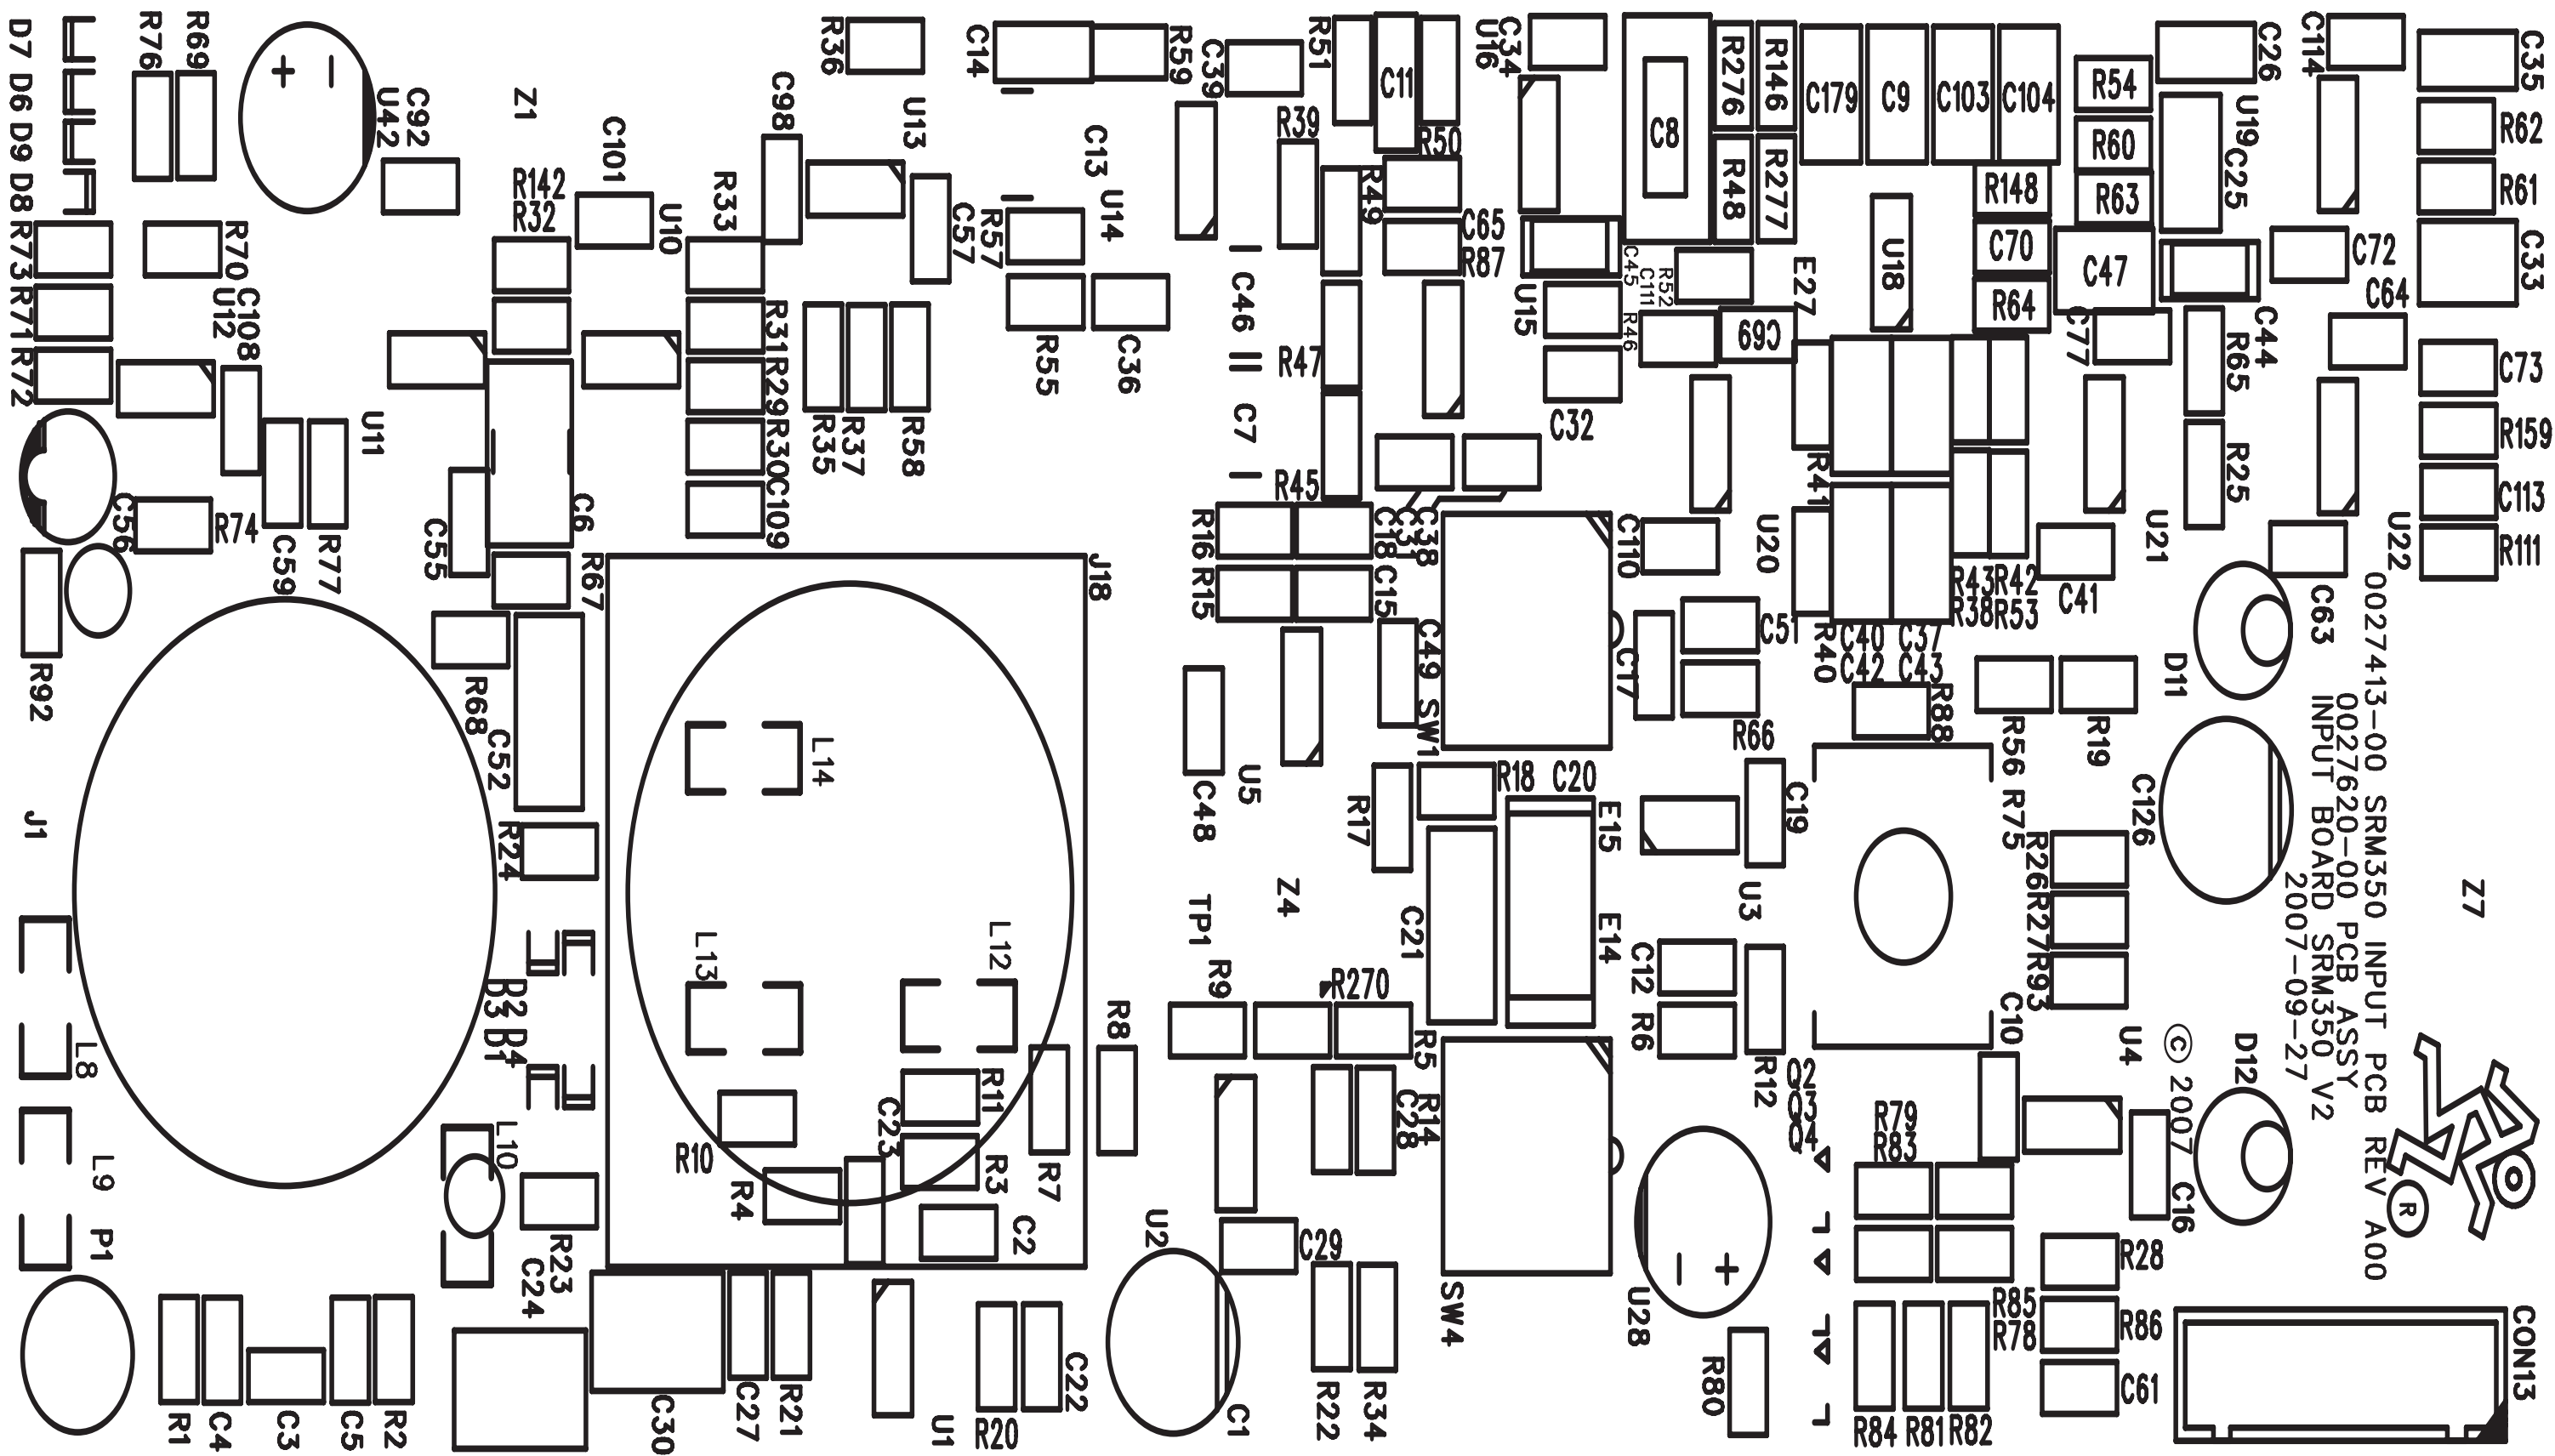 D7 D6 D9 D8
R76
R69
+ −
U42
C92
Z1
R36
C14
R59
C39
R51
C11
R50
U16
C34
R276
R146
C179
C9
C103
C104
R54
C26
C114
C35
R62
R61
C33
U19
C25
R60
R63
R148
C8
R48
R277
R39
C98
U13
C101
R142
R32
U10
R33
C57
R57
C13
U14
R49
C65
R87
C45
C111
R52
R46
E27
U18
C70
C47
R64
C72
C64
C77
C69
U15
C32
C46
R47
C7
R45
R73
R71
R72
R70
C108
U12
R31
R29
R30
C109
R35
R37
R58
R55
C36
C44
R65
R25
C73
R159
C113
R111
U22
U21
C41
C63
R41
U20
C110
C38
C31
C18
R16
R15
C15
U11
C6
C55
C56
R74
C59
R77
R67
J18
R92
R68
C52
R24
C49
SW1
C17
C51
R66
R40
C40
C42
C37
C43
R43
R42
R38
R53
R88
R56
R19
D11
C126
0027413-00 SRM350 INPUT PCB REV A00
0027620-00 PCB ASSY
INPUT BOARD SRM350 V2
2007-09-27
© 2007
Z7
J1
L14
L13
L12
U5
C48
R17
R18
C20
E15
E14
C21
C19
U3
R75
R26
R27
R93
C10
U4
D12
Z4
TP1
R9
R270
R5
C12
R6
R12
R8
D2
D3
D4
D1
L8
L9
P1
L10
R23
C24
R10
R4
C23
R11
R3
R7
C2
U2
C29
C28
R14
Q2
Q3
Q4
R79
R83
C16
R28
R86
C61
R85
R78
®
CON13
− +
U28
SW4
R80
R84
R81
R82
R22
R34
C1
C22
R20
U1
R21
C27
C30
R2
C5
C3
C4
R1